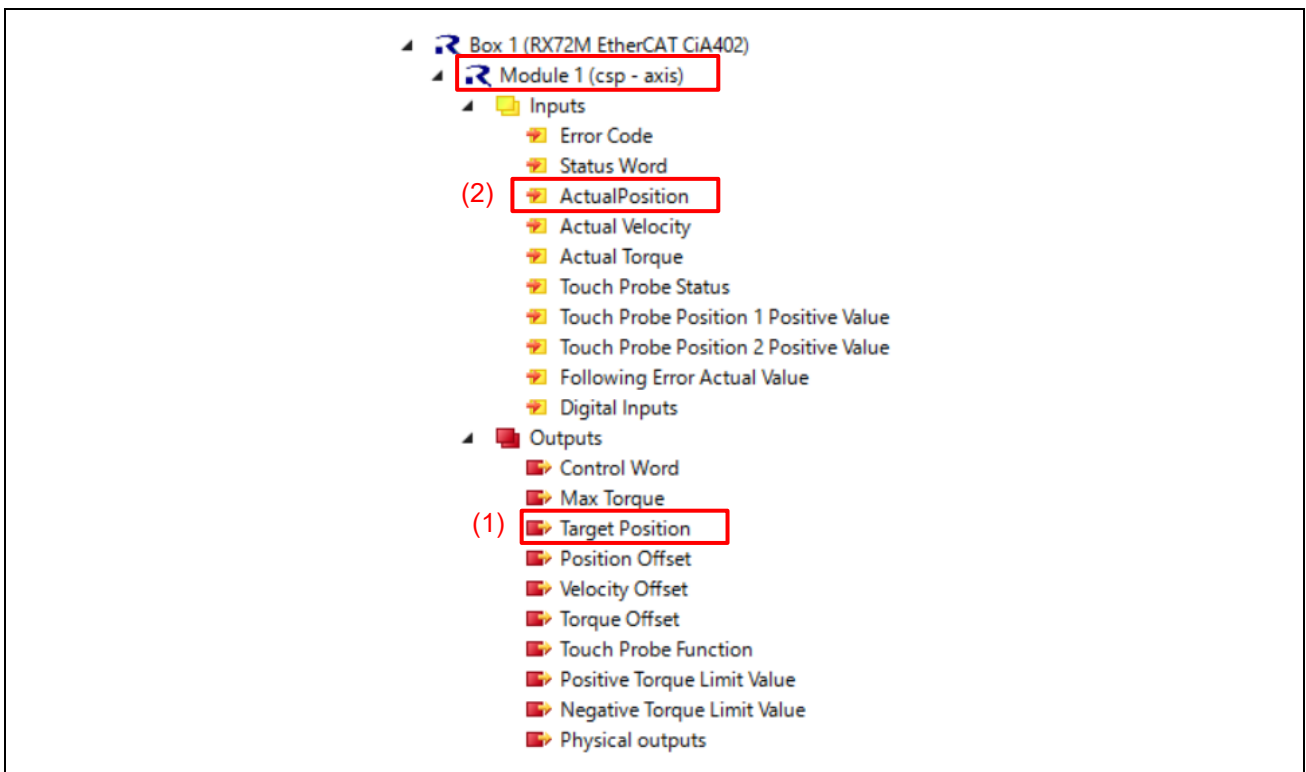 Box 1 (RX72M EtherCAT CiA402)
Module 1 (csp - axis)
Inputs
Error Code
Status Word
(2) ActualPosition
Actual Velocity
Actual Torque
Touch Probe Status
Touch Probe Position 1 Positive Value
Touch Probe Position 2 Positive Value
Following Error Actual Value
Digital Inputs
Outputs
Control Word
Max Torque
(1) Target Position
Position Offset
Velocity Offset
Torque Offset
Touch Probe Function
Positive Torque Limit Value
Negative Torque Limit Value
Physical outputs